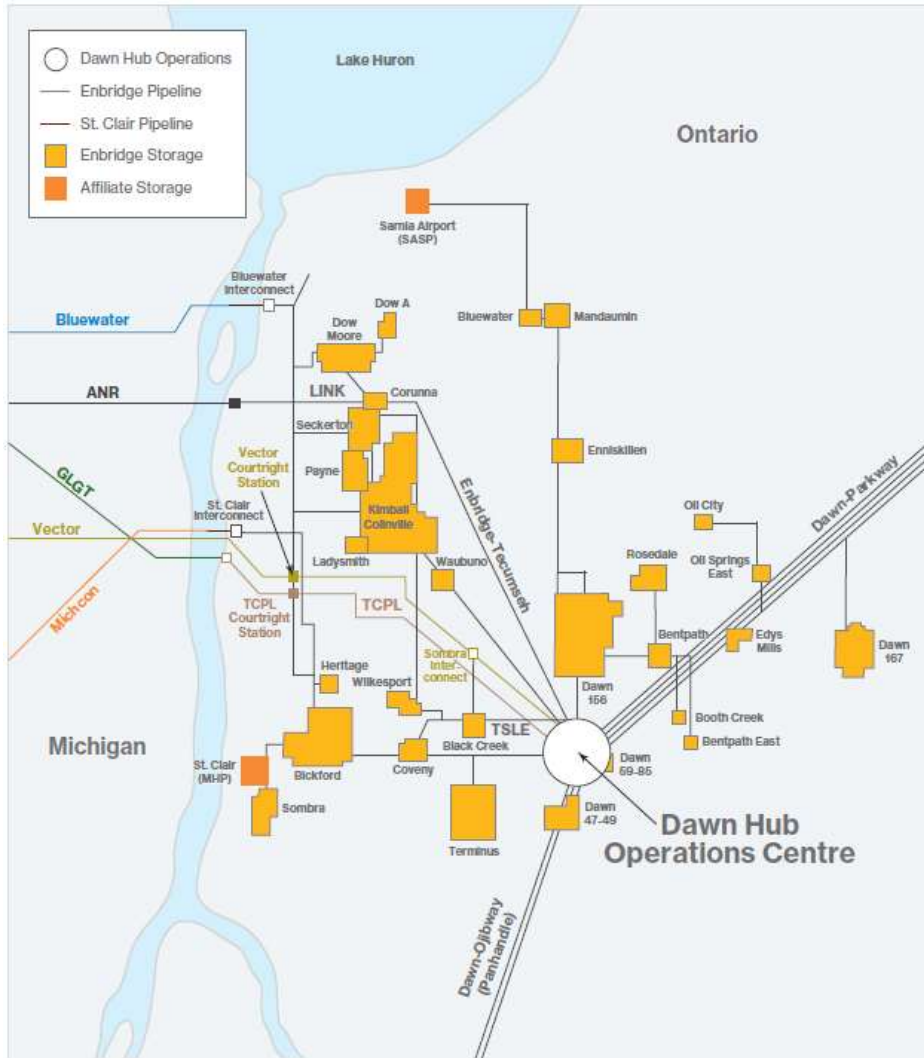 Dawn Hub Operations
Enbridge Pipeline
St. Clair Pipeline
Enbridge Storage
Affiliate Storage
Lake Huron
Ontario
Sarnia Airport
(SASP)
Bluewater
Interconnect
Dow A
Bluewater
Mandaumin
Bluewater
Dow
Moore
ANR
LINK
Corunna
Seckerton
Vector
Courtright
Station
Payne
Enniskillen
GLGT
St. Clair
Interconnect
Kimball
Colinville
Enbridge-Tecumseh
Dawn-Parkway
Oil City
Vector
Ladysmith
Waubuno
Rosedale
Oil Springs
East
Michcon
TCPL
Courtright
Station
TCPL
Sombra
Inter-
connect
Bentpath
Edys
Mills
Dawn
167
Heritage
Wilkesport
Dawn
156
Booth Creek
Michigan
TSLE
Black Creek
Bentpath East
St. Clair
(MHP)
Bickford
Coveny
Dawn
59-85
Sombra
Terminus
Dawn
47-49
Dawn Hub
Operations Centre
Dawn-Ojibway
(Panhandle)